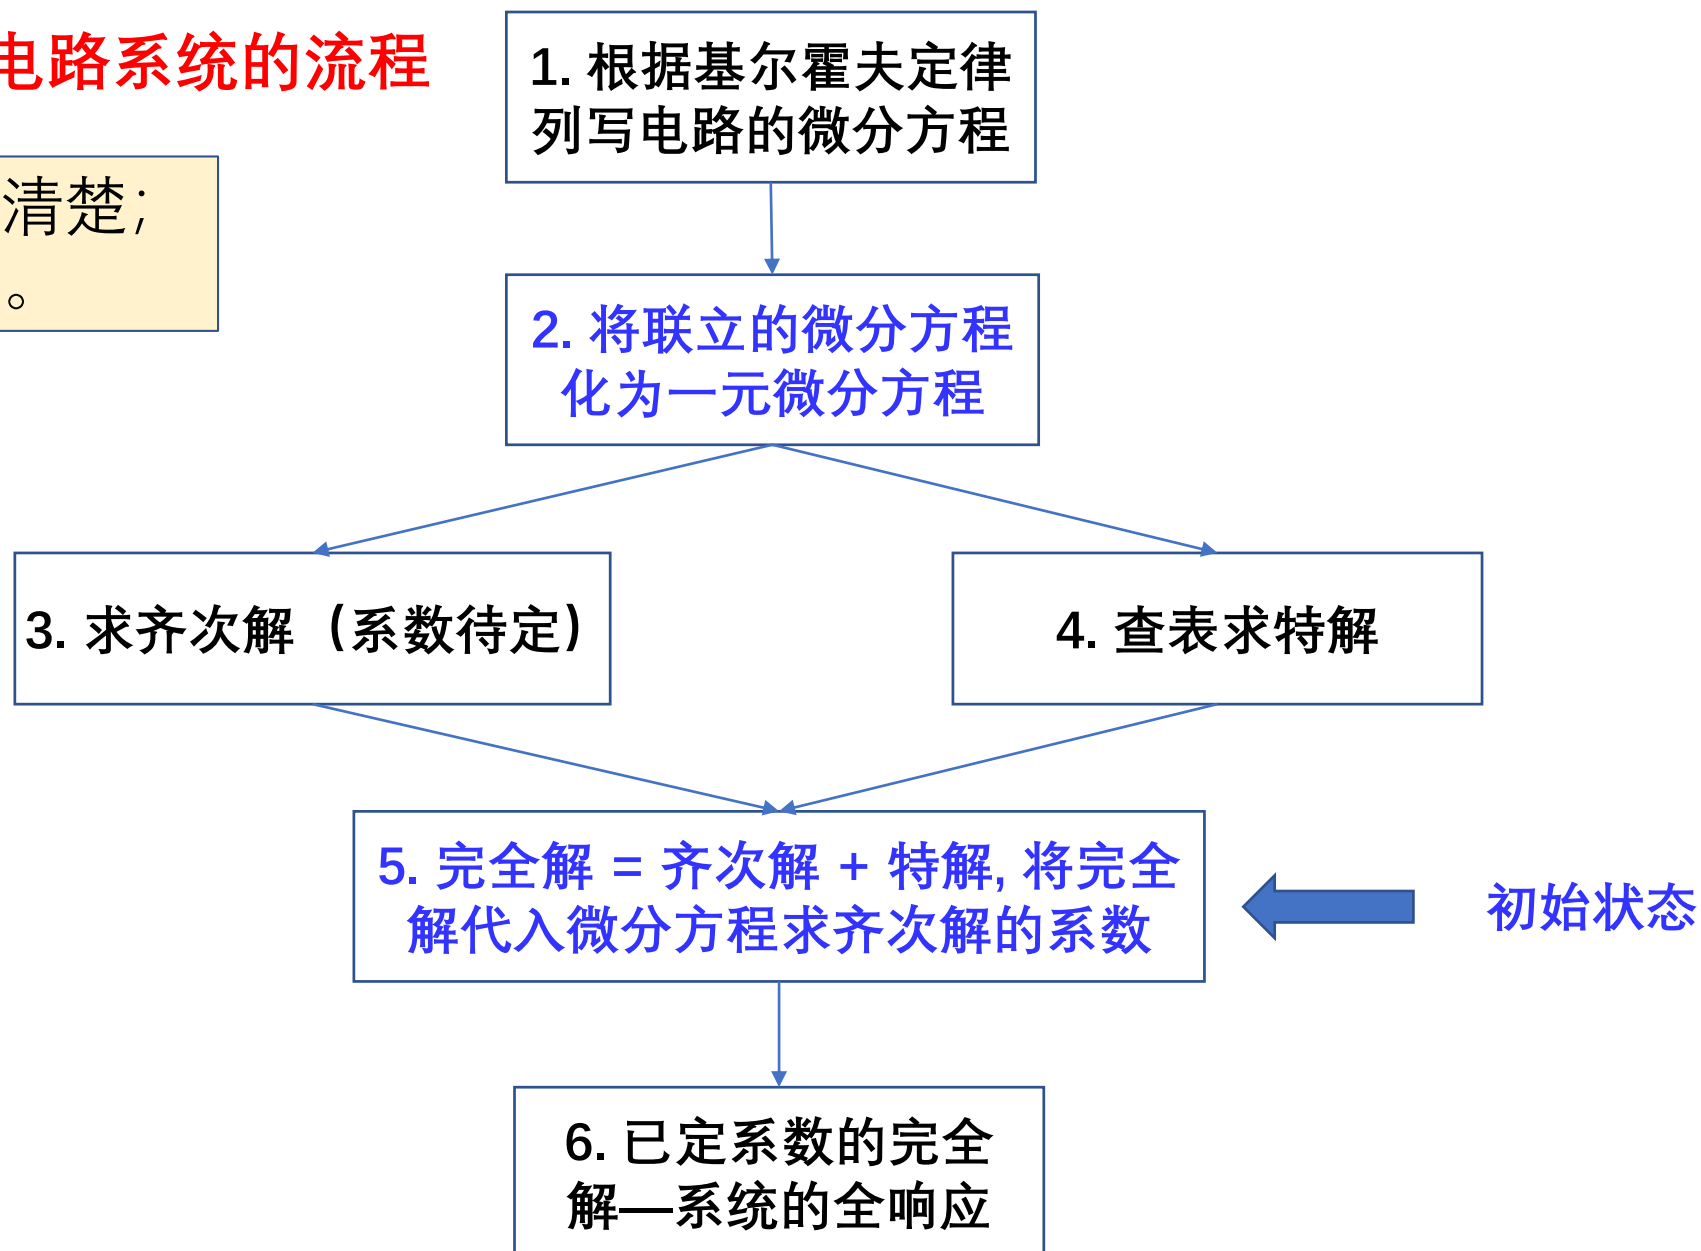 电路系统的流程
1. 根据基尔霍夫定律
列写电路的微分方程
清楚;
。
2. 将联立的微分方程
化为一元微分方程
3. 求齐次解（系数待定）
4. 查表求特解
5. 完全解 = 齐次解 + 特解, 将完全
解代入微分方程求齐次解的系数
初始状态
6. 已定系数的完全
解—系统的全响应